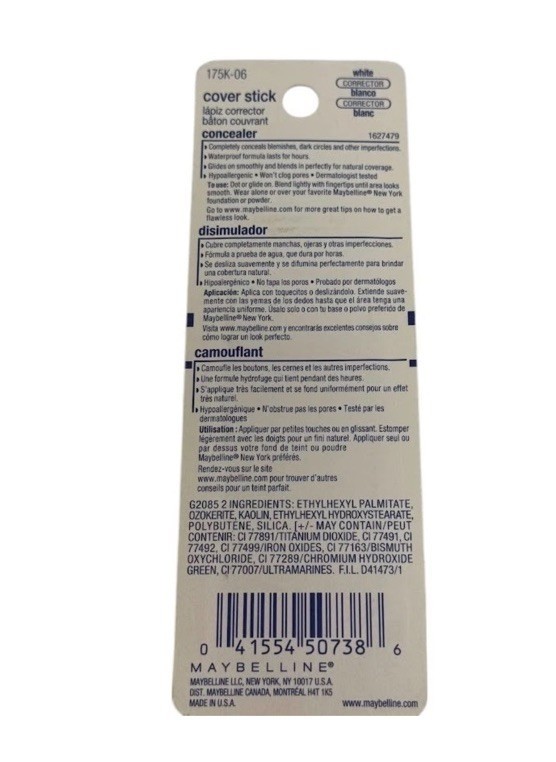 175K-06
white
CORRECTOR
blanco
CORRECTOR
blanc
cover stick
lápiz corrector
bâton couvrant
concealer
1627479
Completely conceals blemishes, dark circles and other imperfections.
Waterproof formula lasts for hours.
Glides on smoothly and blends in perfectly for natural coverage.
Hypoallergenic • Won't clog pores • Dermatologist tested
To use: Dot or glide on. Blend lightly with fingertips until area looks
smooth. Wear alone or over your favorite Maybelline® New York
foundation or powder.
Go to www.maybelline.com for more great tips on how to get a
flawless look.
disimulador
Cubre completamente manchas, ojeras y otras imperfecciones.
Fórmula a prueba de agua, que dura por horas.
Se desliza suavemente y se difumina perfectamente para brindar
una cobertura natural.
Hipoalergénico • No tapa los poros • Probado por dermatólogos
Aplicación: Aplica con toquecitos o deslizándolo. Extiende suave-
mente con las yemas de los dedos hasta que el área tenga una
apariencia uniforme. Úsalo solo o con tu base o polvo preferido de
Maybelline® New York.
Visita www.maybelline.com y encontrarás excelentes consejos sobre
cómo lograr un look perfecto.
camouflant
Camoufle les boutons, les cernes et les autres imperfections.
Une formule hydrofuge qui tient pendant des heures.
S'applique très facilement et se fond uniformément pour un effet
très naturel.
Hypoallergénique • N'obstrue pas les pores • Testé par les
dermatologues
Utilisation : Appliquer par petites touches ou en glissant. Estomper
légèrement avec les doigts pour un fini naturel. Appliquer seul ou
par dessus votre fond de teint ou poudre
Maybelline® New York préférés.
Rendez-vous sur le site
www.maybelline.com pour trouver d'autres
conseils pour un teint parfait.
G2085 2 INGREDIENTS: ETHYLHEXYL PALMITATE,
OZOKERITE, KAOLIN, ETHYLHEXYL HYDROXYSTEARATE,
POLYBUTENE, SILICA. [+/- MAY CONTAIN/PEUT
CONTENIR: CI 77891/TITANIUM DIOXIDE, CI 77491, CI
77492, CI 77499/IRON OXIDES, CI 77163/BISMUTH
OXYCHLORIDE, CI 77289/CHROMIUM HYDROXIDE
GREEN, CI 77007/ULTRAMARINES. F.I.L. D41473/1
0 41554 50738 6
MAYBELLINE®
MAYBELLINE LLC, NEW YORK, NY 10017 U.S.A.
DIST. MAYBELLINE CANADA, MONTRÉAL H4T 1K5
MADE IN U.S.A.
www.maybelline.com